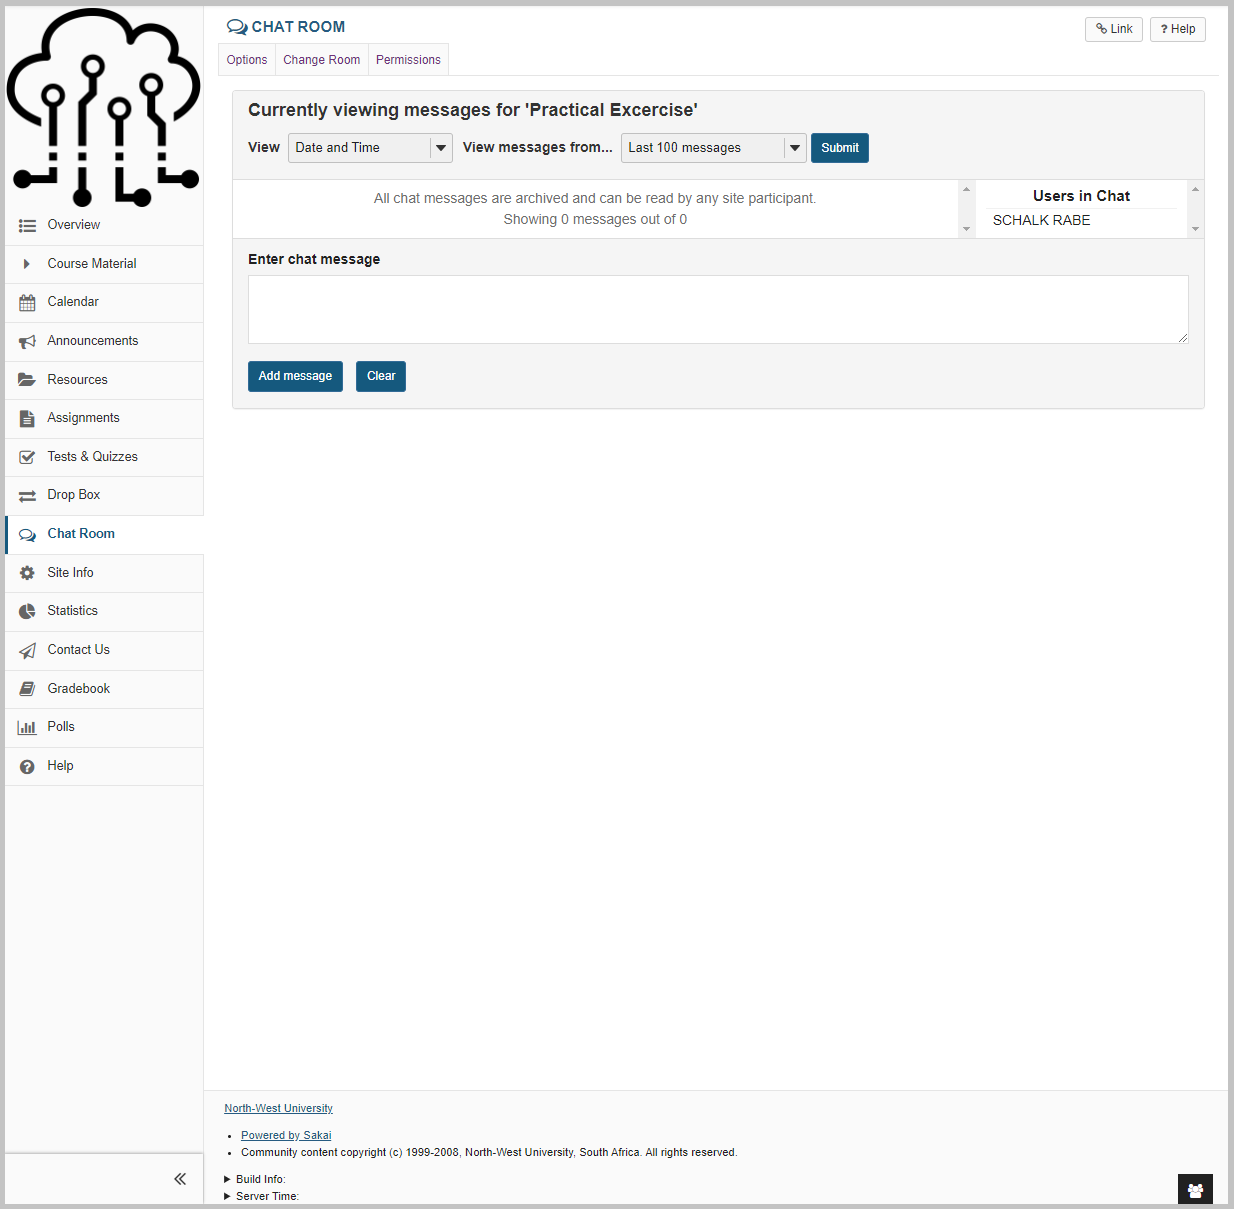 CHAT ROOM
Link
? Help
Options
Change Room
Permissions
Currently viewing messages for 'Practical Excercise'
View Date and Time View messages from... Last 100 messages Submit
All chat messages are archived and can be read by any site participant.
Showing 0 messages out of 0
Users in Chat
SCHALK RABE
Enter chat message
Add message
Clear
Overview
Course Material
Calendar
Announcements
Resources
Assignments
Tests & Quizzes
Drop Box
Chat Room
Site Info
Statistics
Contact Us
Gradebook
Polls
Help
North-West University
Powered by Sakai
Community content copyright (c) 1999-2008, North-West University, South Africa. All rights reserved.
Build Info:
Server Time: